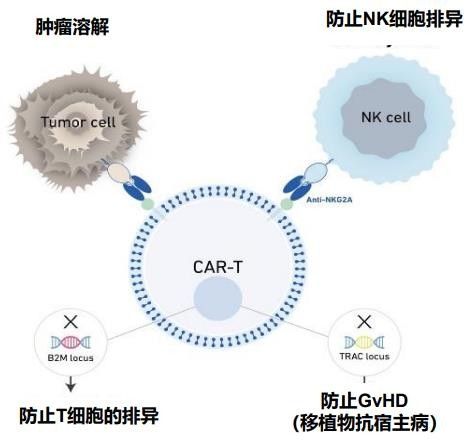 肿瘤溶解
防止NK细胞排异
Tumor cell
NK cell
Anti-NKG2A
CAR-T
B2M locus
TRAC locus
防止T细胞的排异
防止GvHD
(移植物抗宿主病)